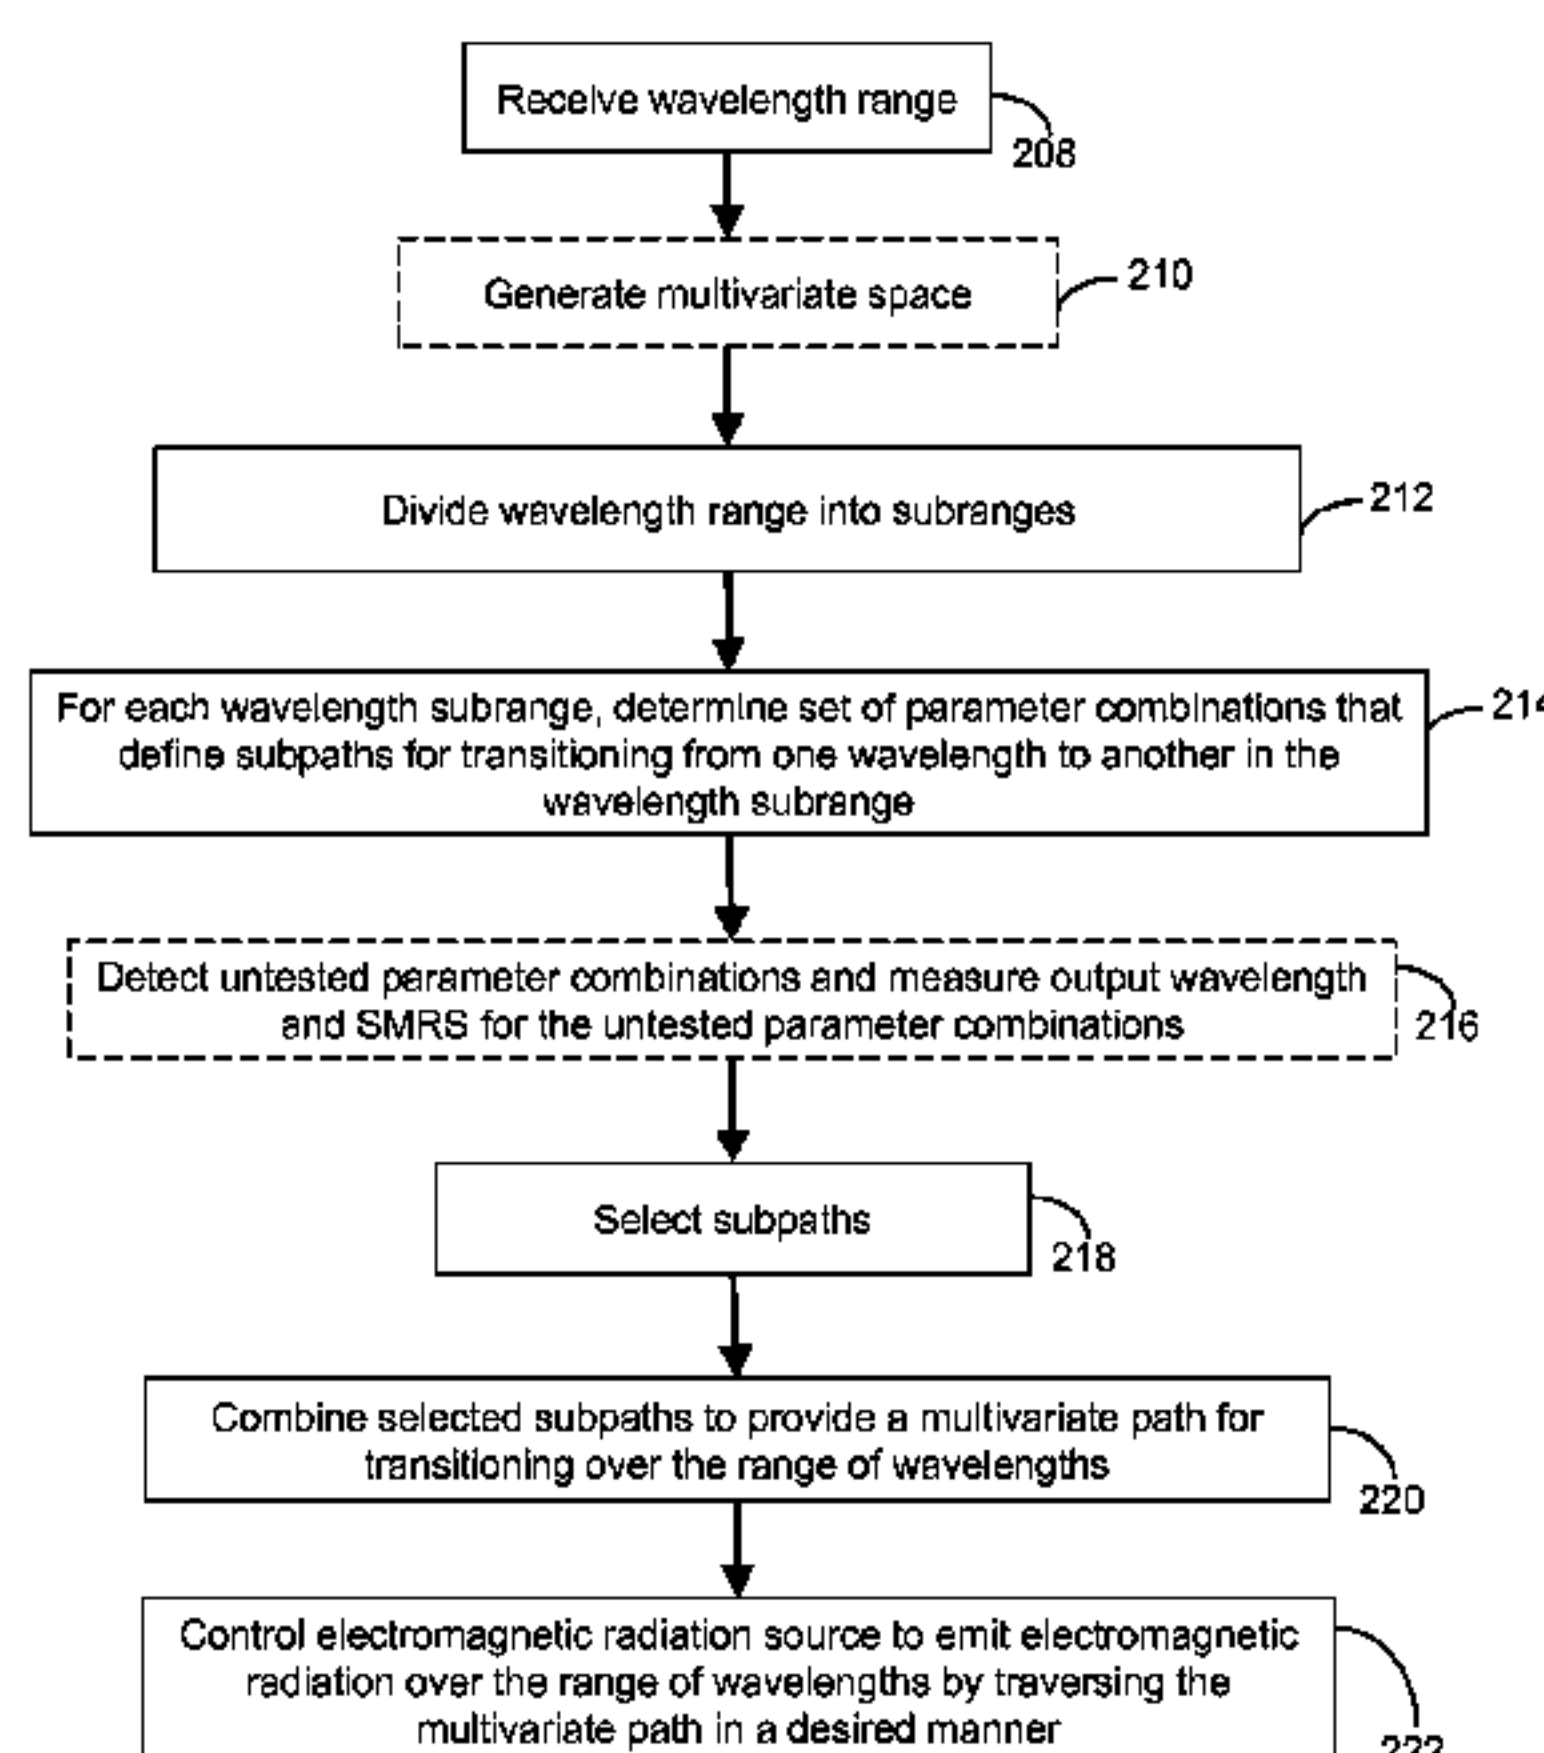 Receive wavelength range
208
Generate multivariate space
210
Divide wavelength range into subranges
212
For each wavelength subrange, determine set of parameter combinations that
define subpaths for transitioning from one wavelength to another in the
wavelength subrange
214
Detect untested parameter combinations and measure output wavelength
and SMRS for the untested parameter combinations
216
Select subpaths
218
Combine selected subpaths to provide a multivariate path for
transitioning over the range of wavelengths
220
Control electromagnetic radiation source to emit electromagnetic
radiation over the range of wavelengths by traversing the
multivariate path in a desired manner